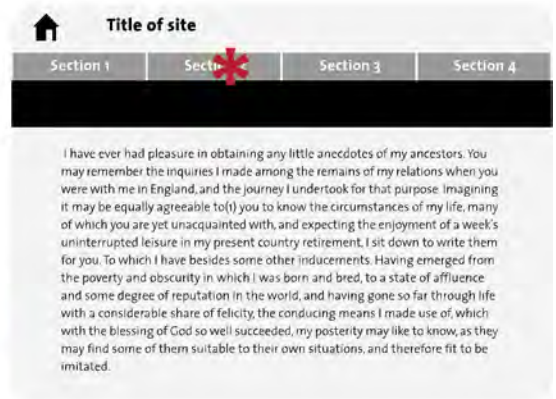 Title of site
Section 1 Section 3 Section 4
I have ever had pleasure in obtaining any little anecdotes of my ancestors. You
may remember the inquiries I made among the remains of my relations when you
were with me in England, and the journey I undertook for that purpose. Imagining
it may be equally agreeable to(1) you to know the circumstances of my life, many
of which you are yet unacquainted with, and expecting the enjoyment of a week's
uninterrupted leisure in my present country retirement, I sit down to write them
for you. To which I have besides some other inducements. Having emerged from
the poverty and obscurity in which I was born and bred, to a state of affluence
and some degree of reputation in the world, and having gone so far through life
with a considerable share of felicity, the conducing means I made use of, which
with the blessing of God so well succeeded, my posterity may like to know, as they
may find some of them suitable to their own situations, and therefore fit to be
imitated.